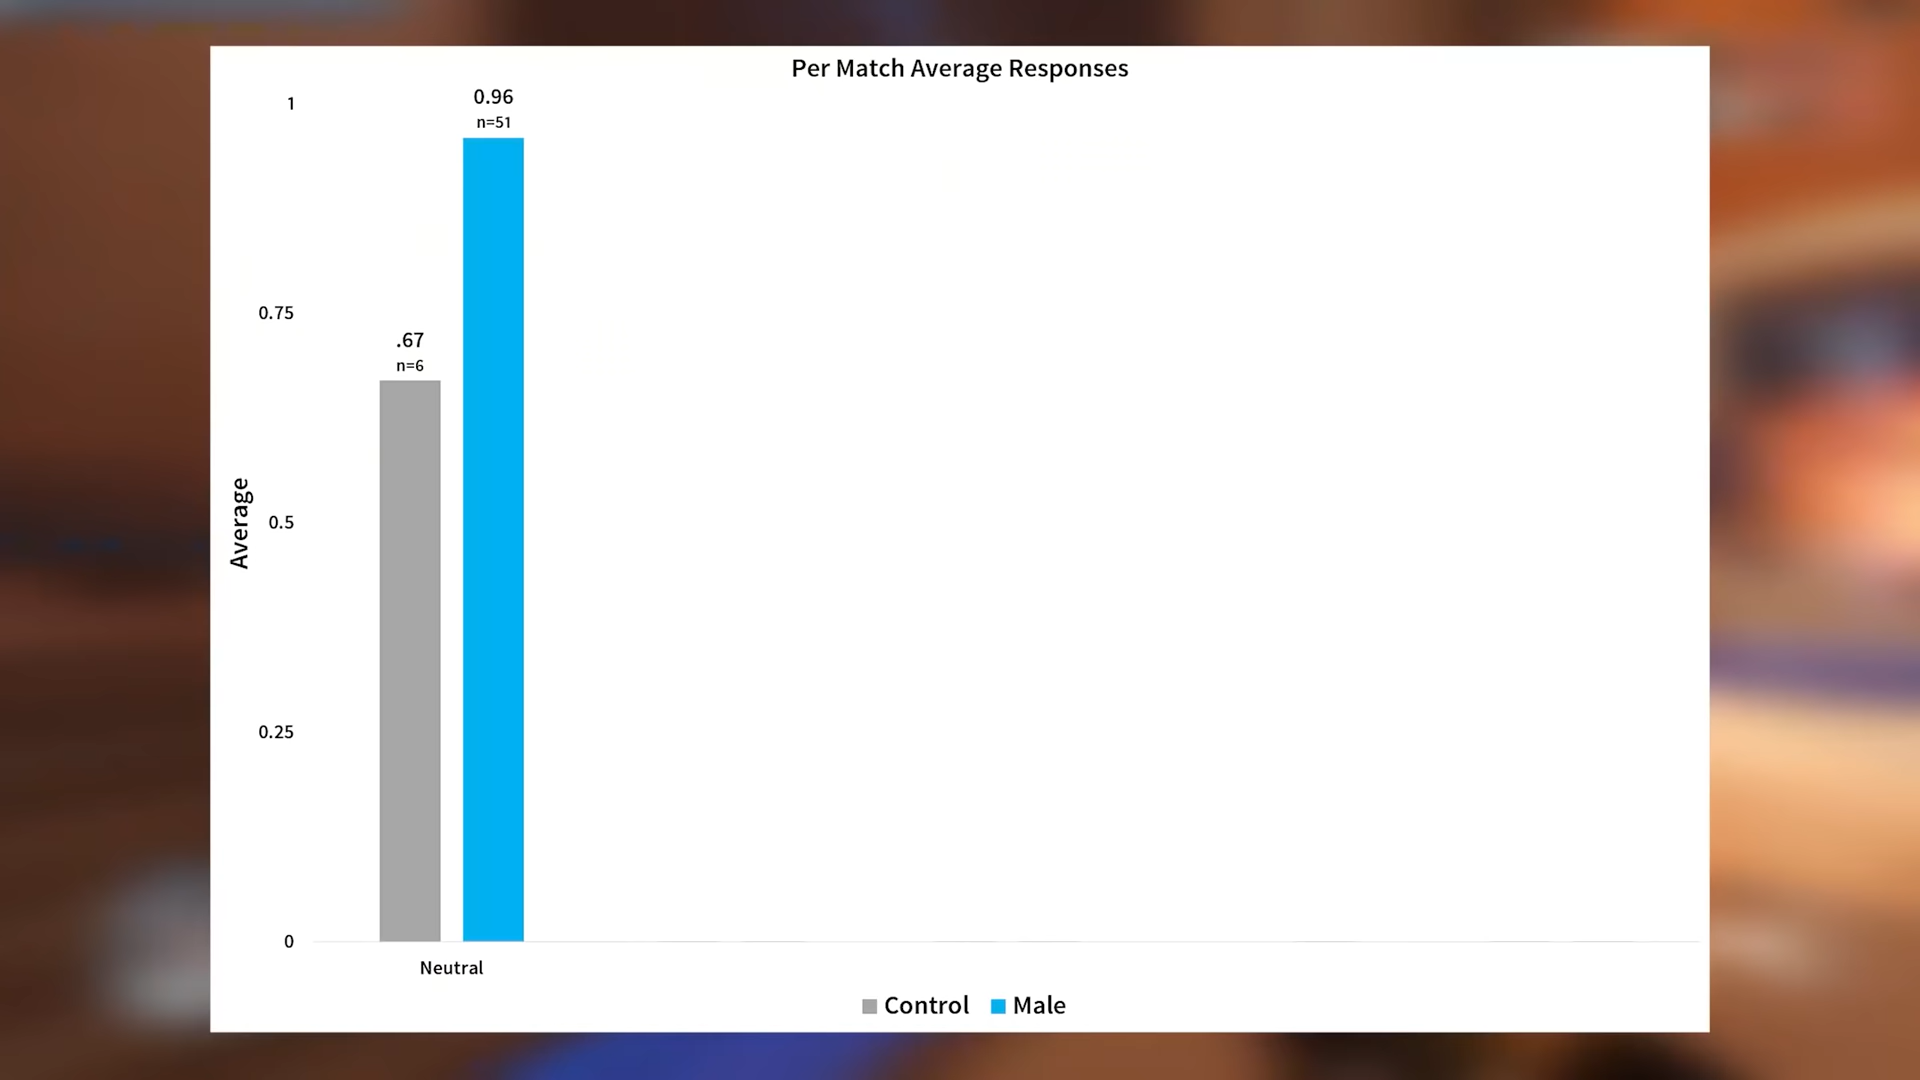 Per Match Average Responses
1
0.96
n=51
0.75
.67
n=6
Average
0.5
0.25
0
Neutral
Control
Male